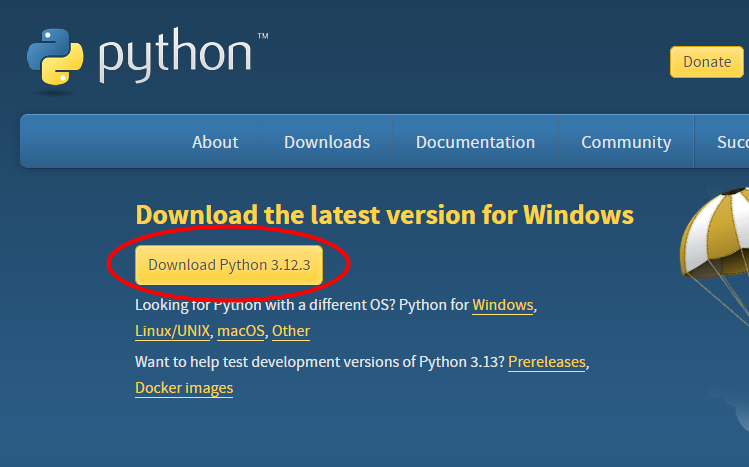 python™
Donate
About Downloads Documentation Community Succ
Download the latest version for Windows
Download Python 3.12.3
Looking for Python with a different OS? Python for Windows,
Linux/UNIX, macOS, Other
Want to help test development versions of Python 3.13? Prereleases,
Docker images